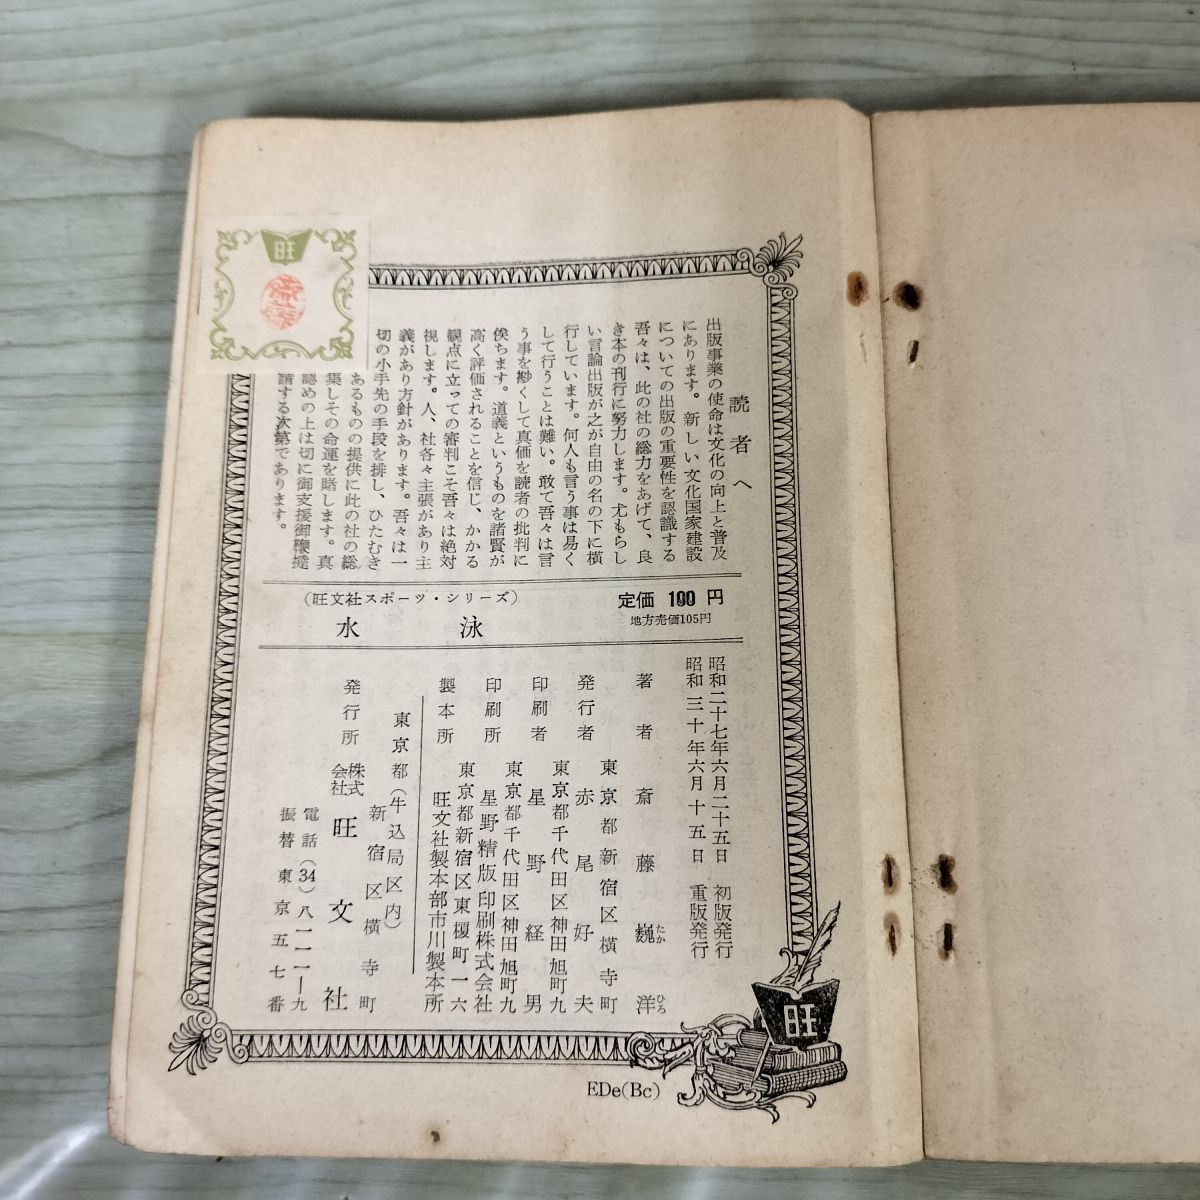 旺
読者へ
出版事業の使命は文化の向上と普及
にあります。新しい文化国家建設
についての出版の重要性を認識する
吾々は、此の社の総力をあげて、良
き本の刊行に努力します。尤もらし
い言論出版が之が自由の名の下に横
行しています。何人も言う事は易く
して行うことは難い。敢て吾々は言
う事を尠くして真価を読者の批判に
俟ちます。道義というものを諸賢が
高く評価されることを信じ、かかる
観点に立っての審判こそ吾々は絶対
視します。人、社各々主張があり主
義があり方針があります。吾々は一
切の小手先の手段を排し、ひたむき
あるものの提供に此の社の総
集しその命運を賭します。真
認めの上は切に御支援御鞭撻
請する次第であります。
定価 100 円
地方売価105円
(旺文社スポーツ・シリーズ)
水泳
昭和二十七年六月二十五日 初版発行
昭和三十年六月十五日 重版発行
著者 斎藤巍洋
たか ひろ
東京都新宿区横寺町
発行者 赤尾好夫
東京都千代田区神田旭町九
印刷者 星野経男
東京都千代田区神田旭町九
印刷所 星野精版印刷株式会社
東京都新宿区東榎町一六
製本所 旺文社製本部市川製本所
東京都(牛込局区内)
新宿区横寺町
発行所 株式会社 旺文社
電話(34)八一二一―九
振替東京五七番
旺
EDe(Bc)